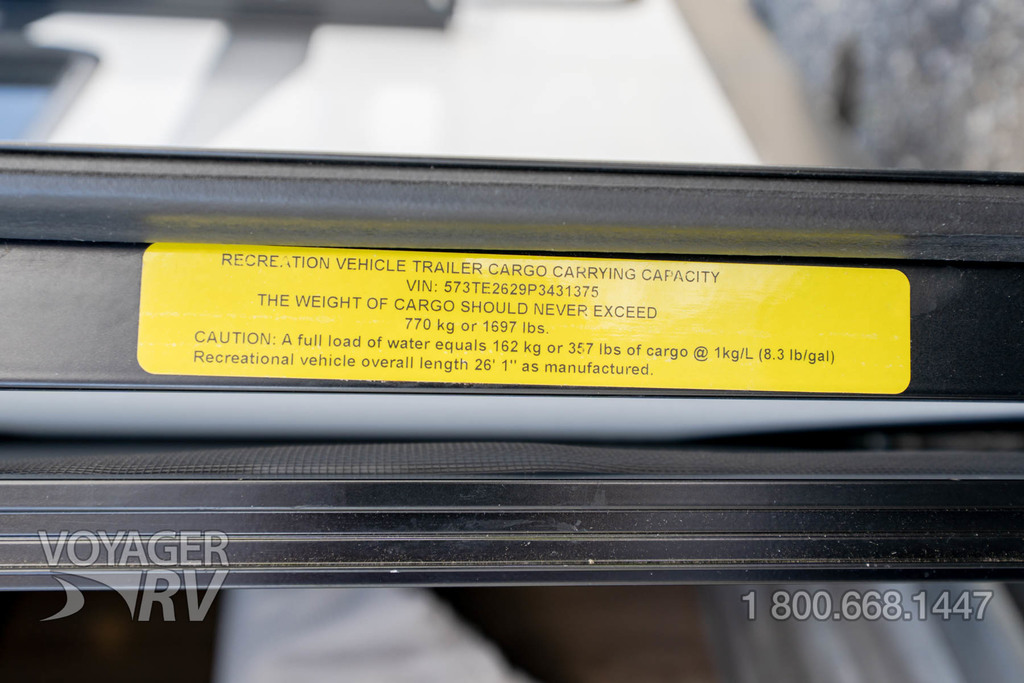 RECREATION VEHICLE TRAILER CARGO CARRYING CAPACITY
VIN: 573TE2629P3431375
THE WEIGHT OF CARGO SHOULD NEVER EXCEED
770 kg or 1697 lbs.
CAUTION: A full load of water equals 162 kg or 357 lbs of cargo @ 1kg/L (8.3 lb/gal)
Recreational vehicle overall length 26' 1" as manufactured.
VOYAGER
RV
1 800.668.1447